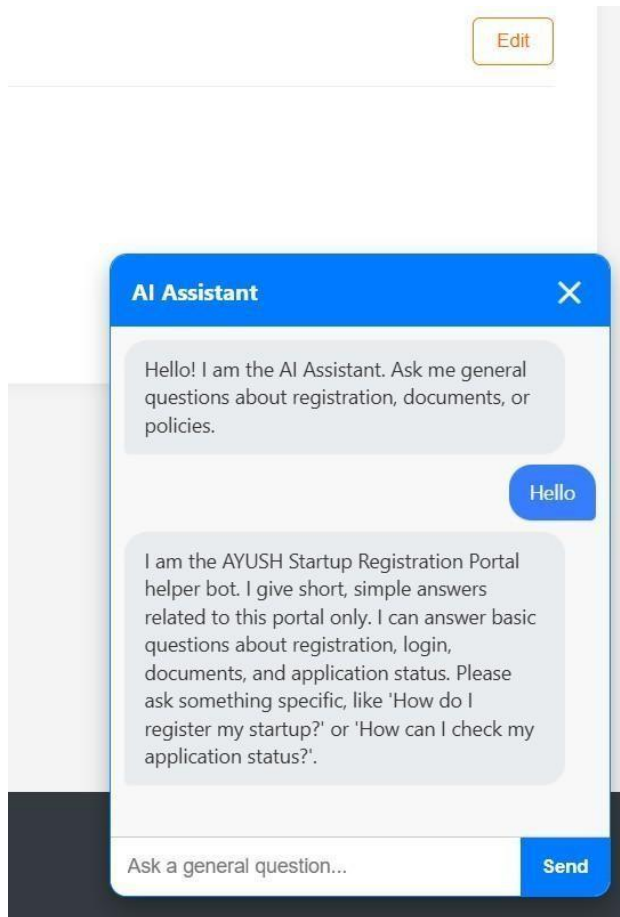 Edit
AI Assistant
Hello! I am the AI Assistant. Ask me general
questions about registration, documents, or
policies.
Hello
I am the AYUSH Startup Registration Portal
helper bot. I give short, simple answers
related to this portal only. I can answer basic
questions about registration, login,
documents, and application status. Please
ask something specific, like 'How do I
register my startup?' or 'How can I check my
application status?'.
Ask a general question...
Send